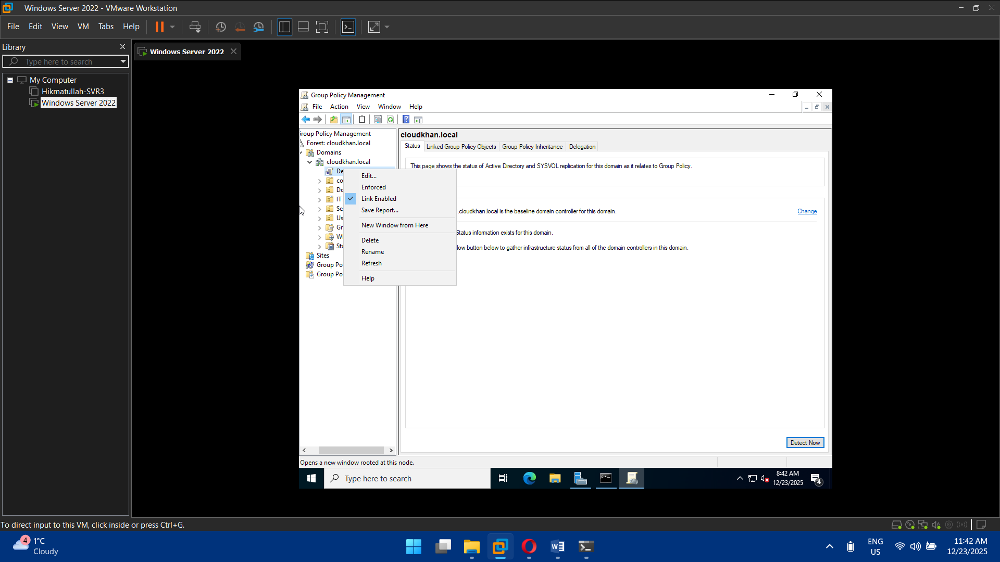 Windows Server 2022 - VMware Workstation
File Edit View VM Tabs Help
Library
Type here to search
My Computer
Hikmatullah-SVR3
Windows Server 2022
Windows Server 2022
Group Policy Management
File Action View Window Help
roup Policy Management
Forest: cloudkhan.local
Domains
cloudkhan.local
De
co
Do
IT
Se
Us
Gr
WI
Sta
Sites
Group Po
Group Po
Edit...
Enforced
Link Enabled
Save Report...
New Window from Here
Delete
Rename
Refresh
Help
cloudkhan.local
Status Linked Group Policy Objects Group Policy Inheritance Delegation
This page shows the status of Active Directory and SYSVOL replication for this domain as it relates to Group Policy.
.cloudkhan.local is the baseline domain controller for this domain.
Change
Status information exists for this domain.
Now button below to gather infrastructure status from all of the domain controllers in this domain.
Detect Now
Opens a new window rooted at this node.
Type here to search
8:42 AM
12/23/2025
4
To direct input to this VM, click inside or press Ctrl+G.
4
1°C
Cloudy
ENG
US
11:42 AM
12/23/2025